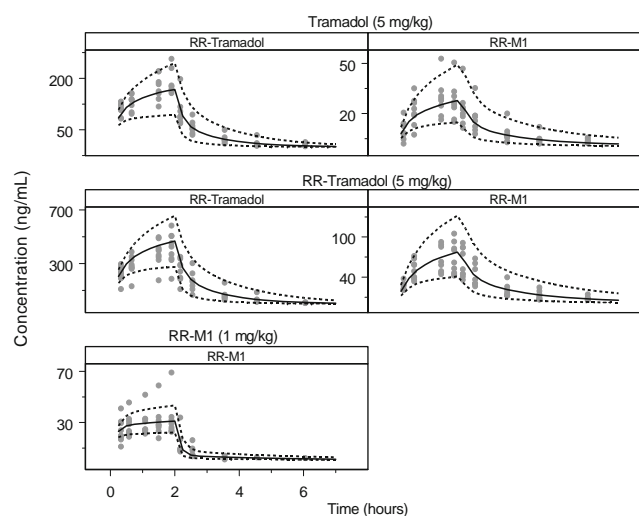 Tramadol (5 mg/kg)
RR-Tramadol RR-M1
200
50
50
20
RR-Tramadol (5 mg/kg)
RR-Tramadol RR-M1
700
300
100
40
RR-M1 (1 mg/kg)
RR-M1
70
30
0 2 4 6
Time (hours)
Concentration (ng/mL)